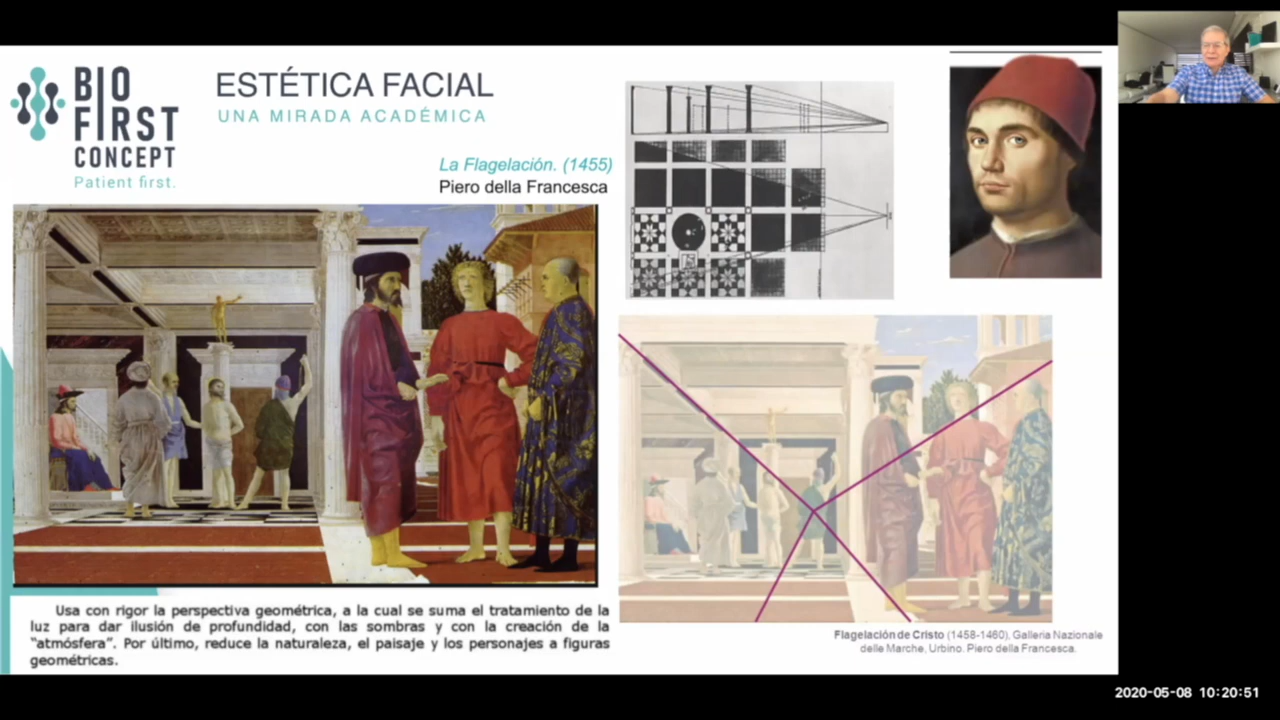 BIO
FIRST
CONCEPT
Patient first.
ESTÉTICA FACIAL
UNA MIRADA ACADÉMICA
La Flagelación. (1455)
Piero della Francesca
Usa con rigor la perspectiva geométrica, a la cual se suma el tratamiento de la
luz para dar ilusión de profundidad, con las sombras y con la creación de la
“atmósfera”. Por último, reduce la naturaleza, el paisaje y los personajes a figuras
geométricas.
Flagelación de Cristo (1458-1460), Galleria Nazionale
delle Marche, Urbino. Piero della Francesca.
2020-05-08 10:20:51